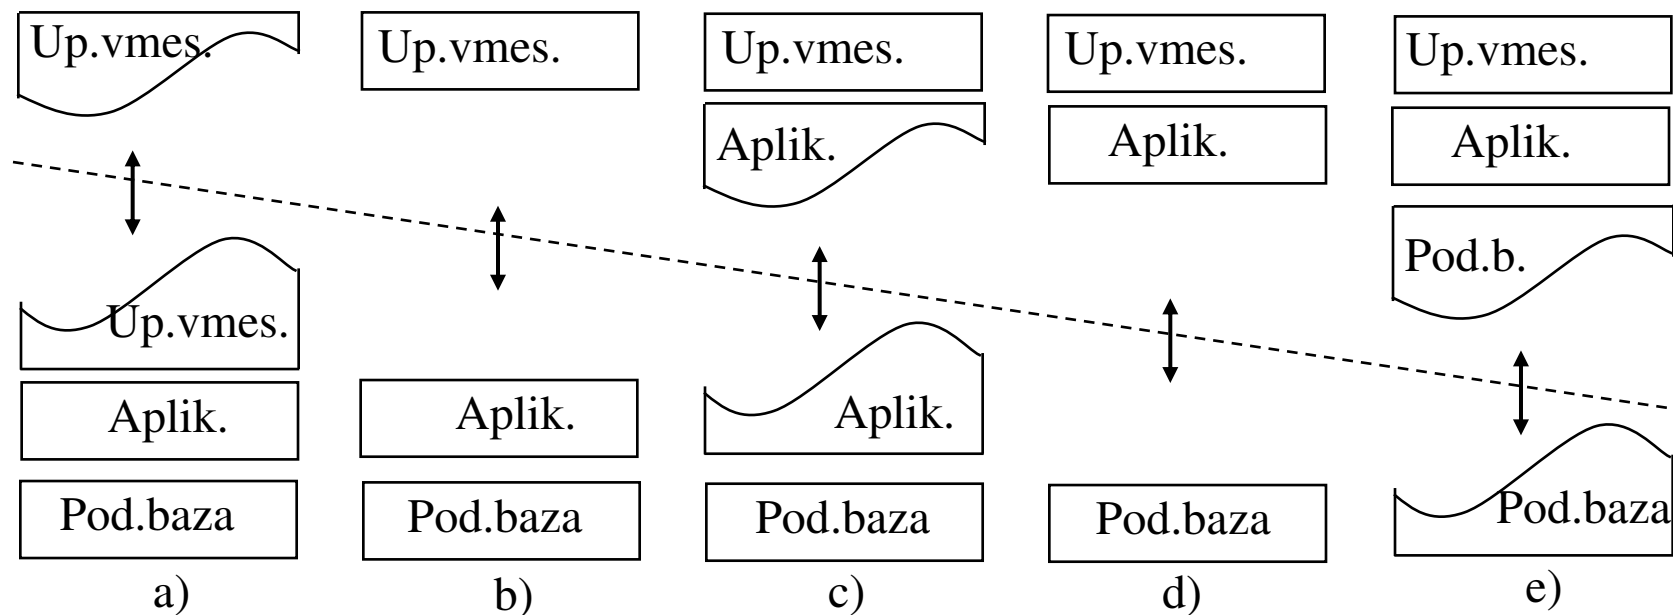 Up.vmes.
Up.vmes.
Up.vmes.
Up.vmes.
Up.vmes.
Aplik.
Aplik.
Aplik.
Pod.b.
Up.vmes.
Aplik.
Aplik.
Aplik.
Pod.baza
Pod.baza
Pod.baza
Pod.baza
Pod.baza
a)
b)
c)
d)
e)